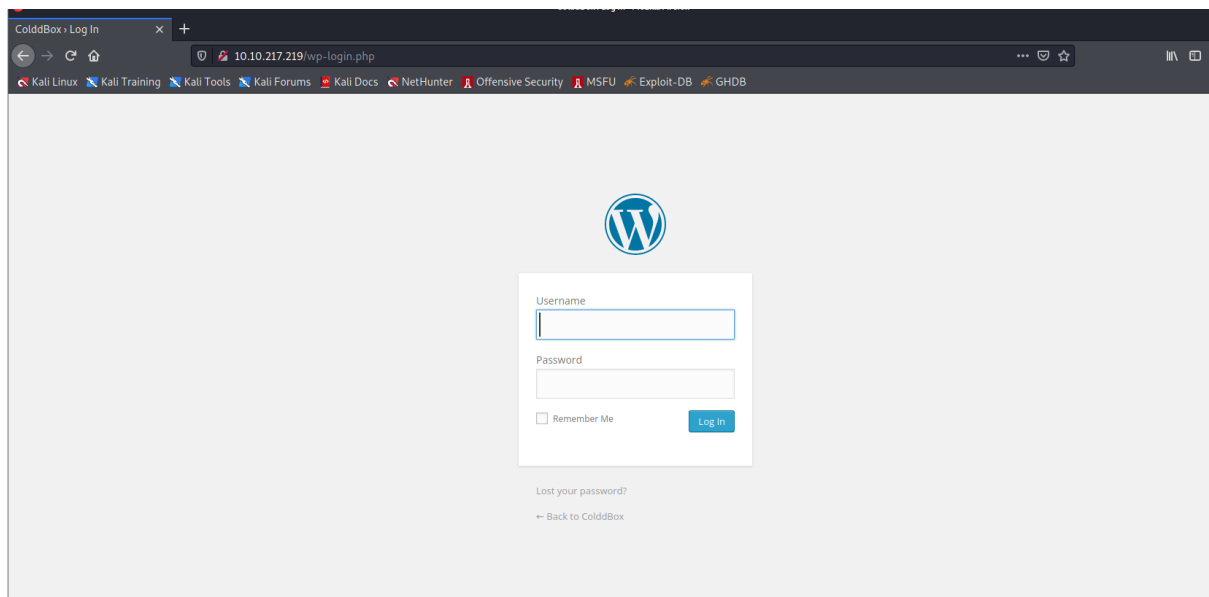 ColddBox › Log In × +
10.10.217.219/wp-login.php
Kali Linux Kali Training Kali Tools Kali Forums Kali Docs NetHunter Offensive Security MSFU Exploit-DB GHDB
Username
Password
Remember Me Log In
Lost your password?
← Back to ColddBox